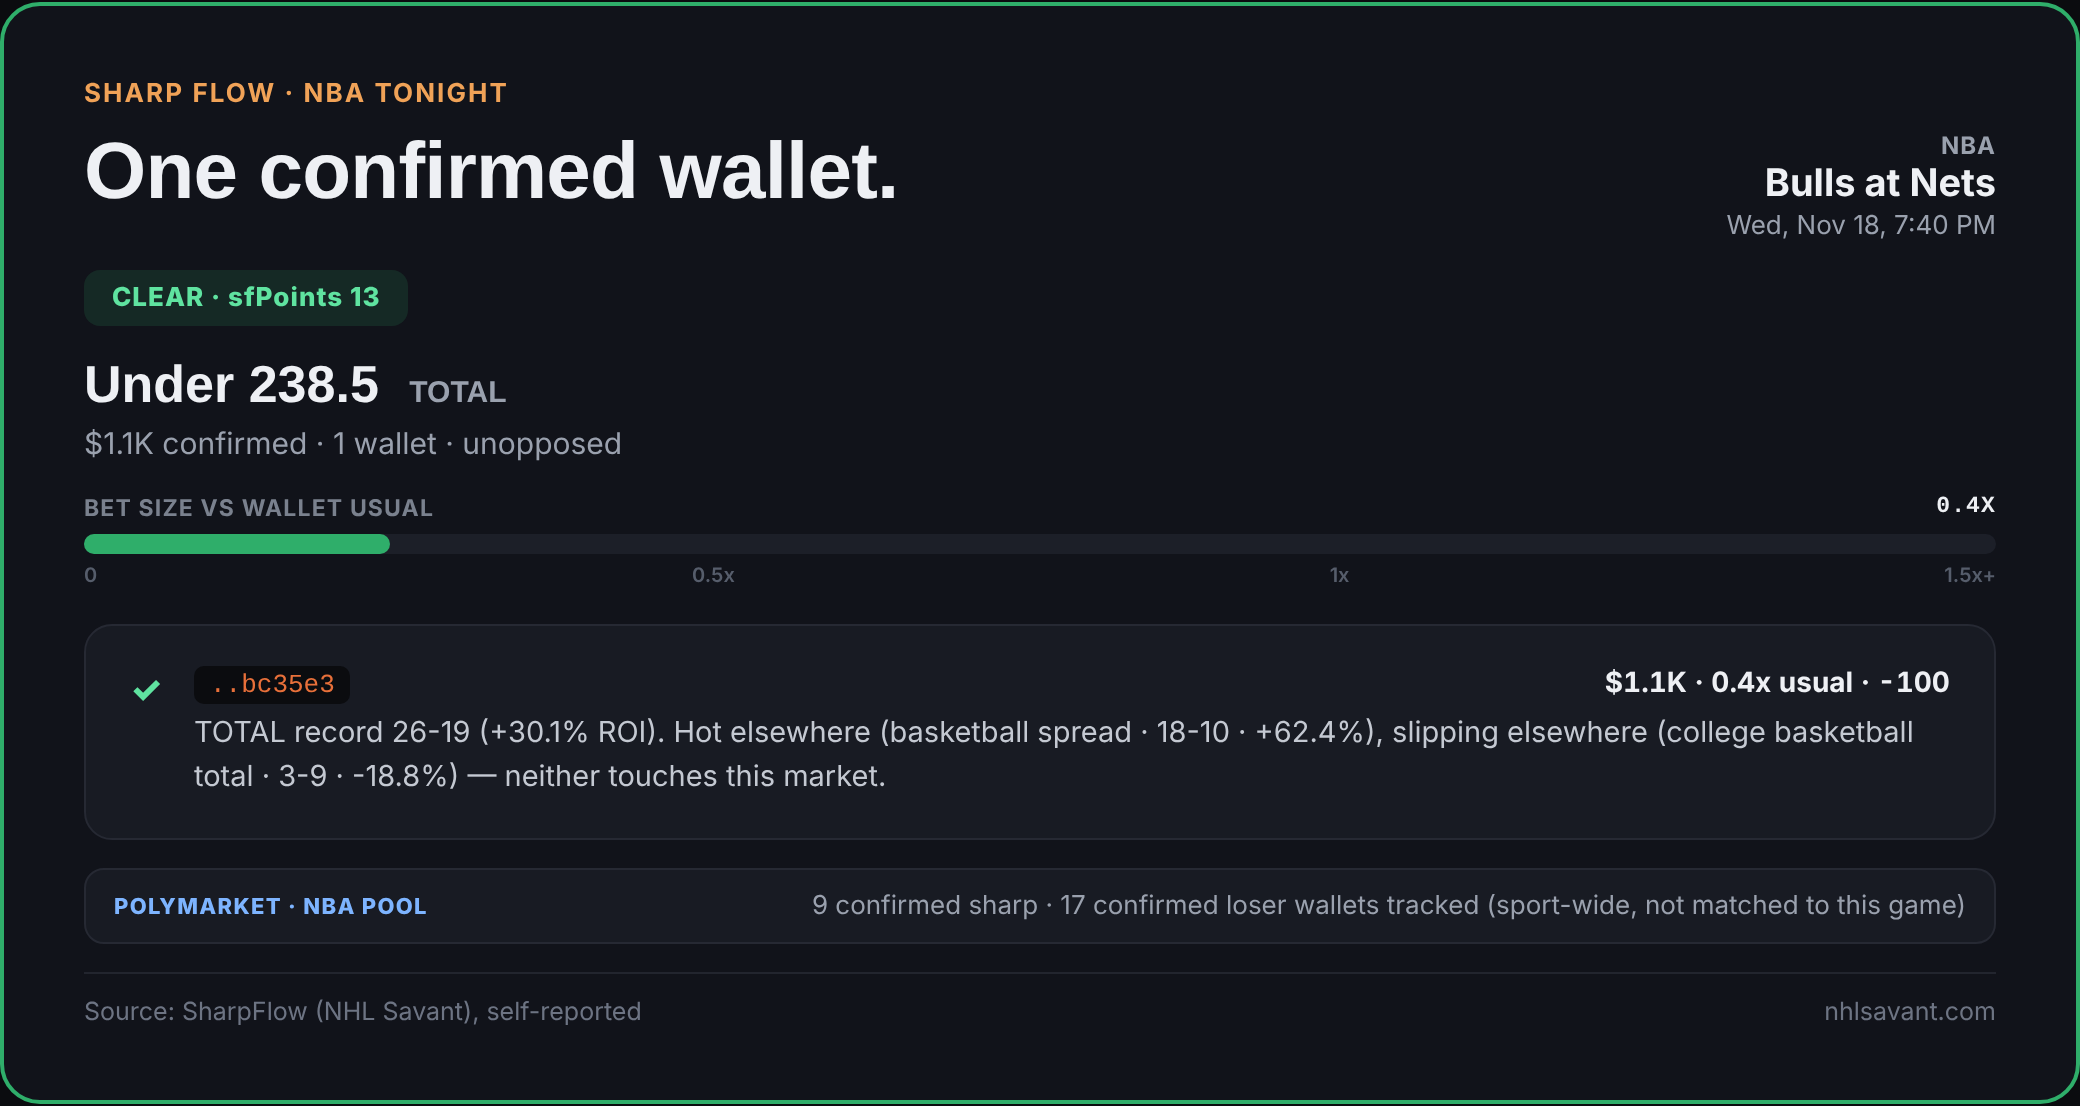 SHARP FLOW · NBA TONIGHT
One confirmed wallet.
NBA
Bulls at Nets
Wed, Nov 18, 7:40 PM
CLEAR · sfPoints 13
Under 238.5 TOTAL
$1.1K confirmed · 1 wallet · unopposed
BET SIZE VS WALLET USUAL 0.4X
0 0.5x 1x 1.5x+
..bc35e3 $1.1K · 0.4x usual · -100
TOTAL record 26-19 (+30.1% ROI). Hot elsewhere (basketball spread · 18-10 · +62.4%), slipping elsewhere (college basketball
total · 3-9 · -18.8%) — neither touches this market.
POLYMARKET · NBA POOL 9 confirmed sharp · 17 confirmed loser wallets tracked (sport-wide, not matched to this game)
Source: SharpFlow (NHL Savant), self-reported nhlsavant.com